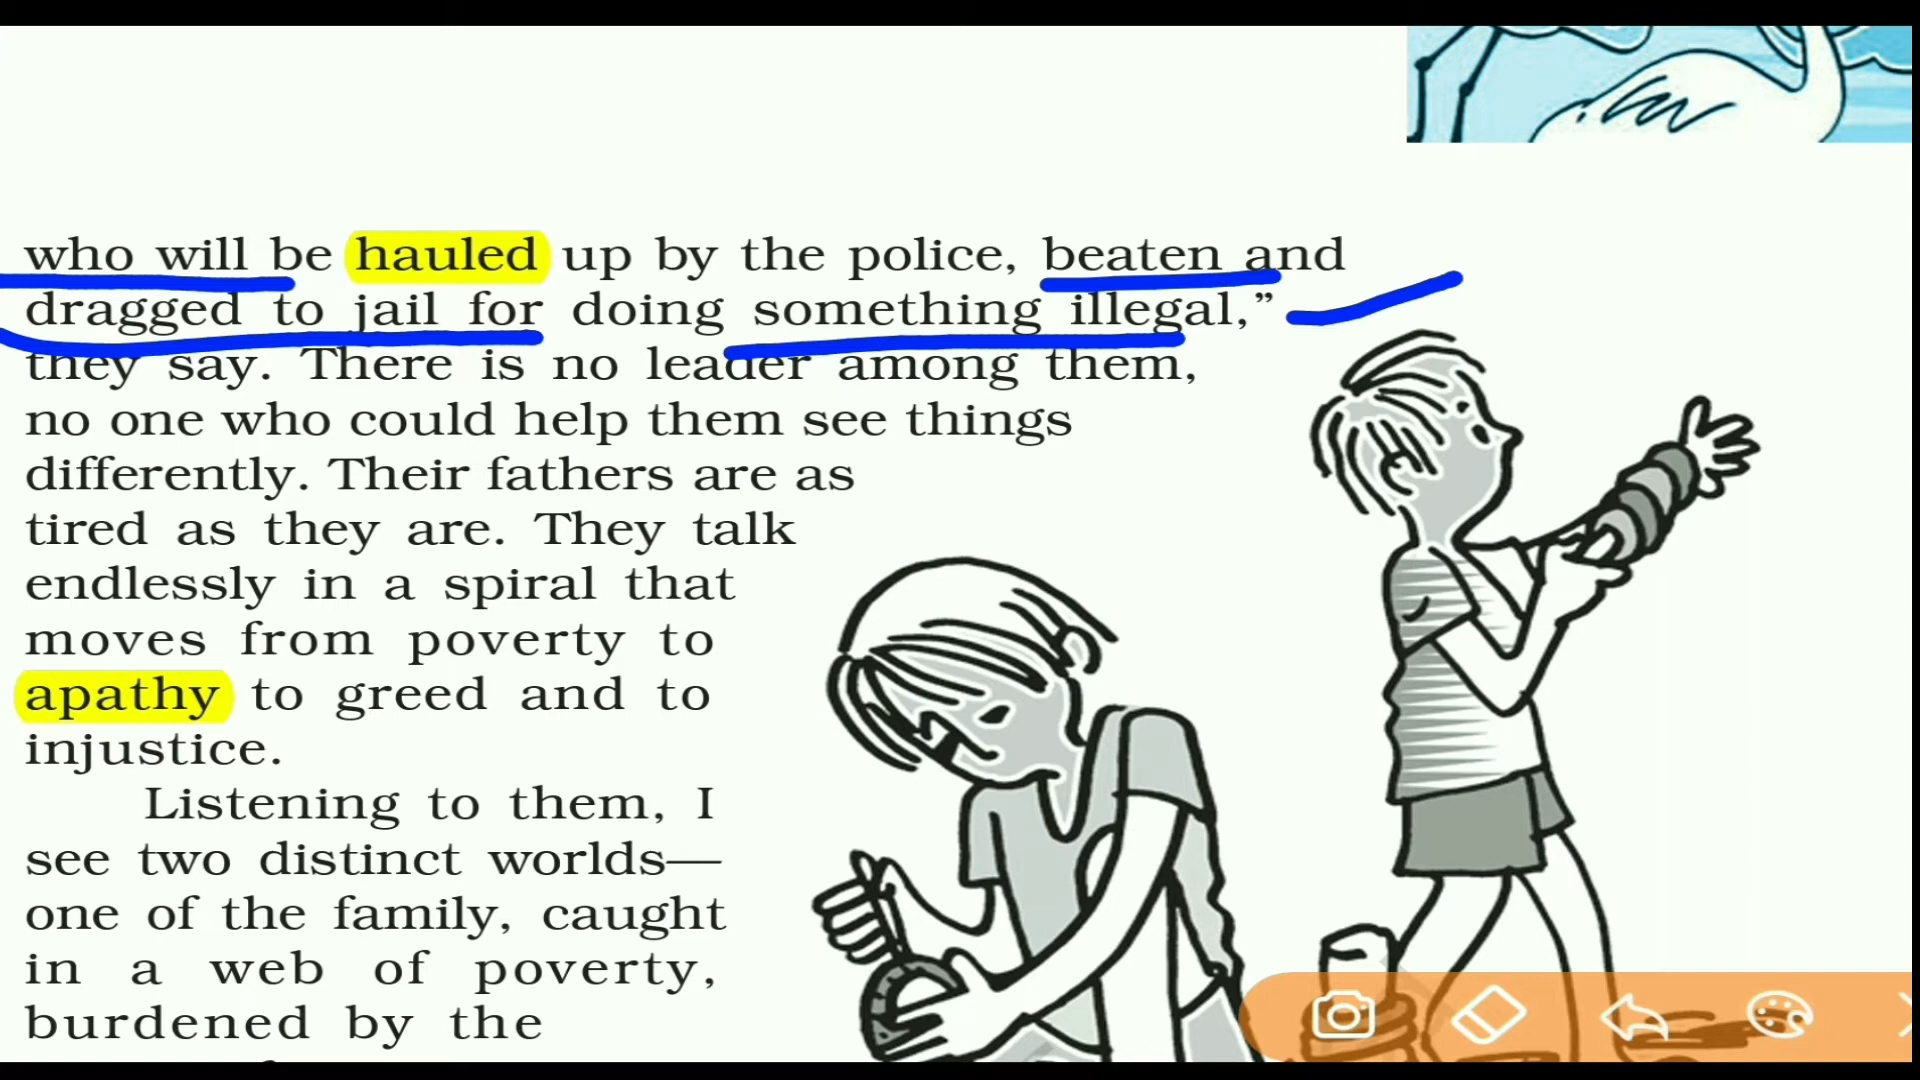 who will be hauled up by the police, beaten and
dragged to jail for doing something illegal,”
they say. There is no leader among them,
no one who could help them see things
differently. Their fathers are as
tired as they are. They talk
endlessly in a spiral that
moves from poverty to
apathy to greed and to
injustice.
Listening to them, I
see two distinct worlds—
one of the family, caught
in a web of poverty,
burdened by the